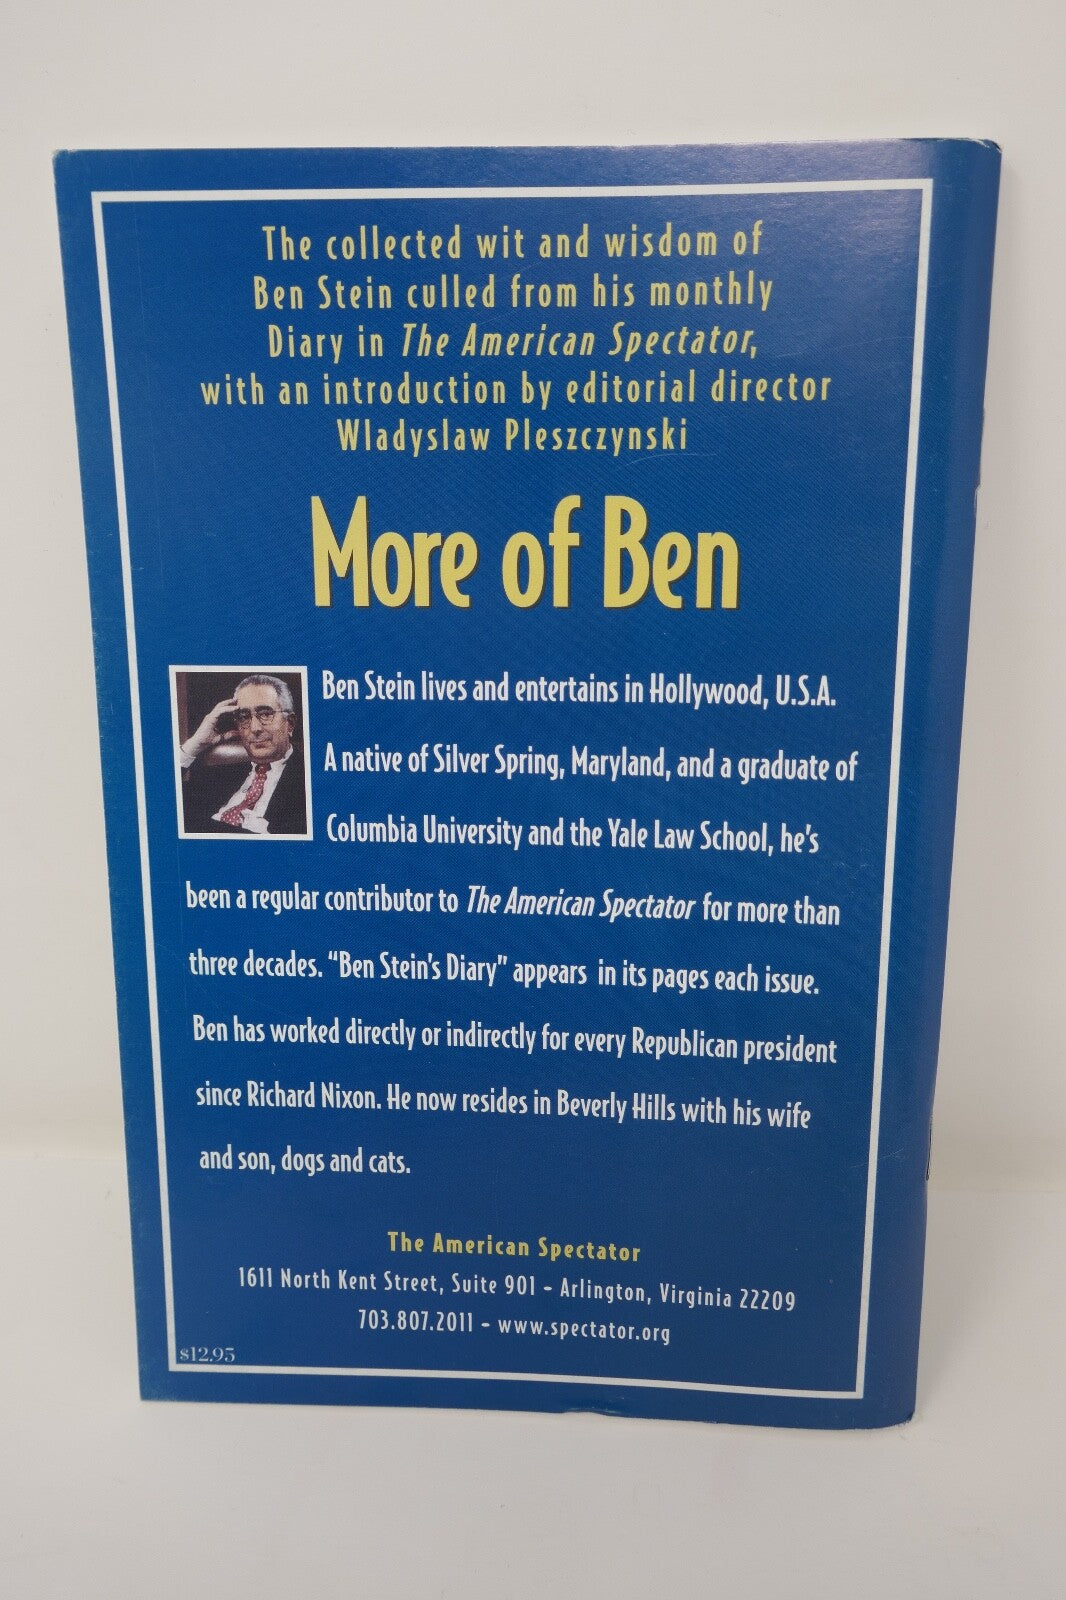 The collected wit and wisdom of
Ben Stein culled from his monthly
Diary in The American Spectator,
with an introduction by editorial director
Wladyslaw Pleszczynski
More of Ben
Ben Stein lives and entertains in Hollywood, U.S.A.
A native of Silver Spring, Maryland, and a graduate of
Columbia University and the Yale Law School, he's
been a regular contributor to The American Spectator for more than
three decades. “Ben Stein's Diary” appears in its pages each issue.
Ben has worked directly or indirectly for every Republican president
since Richard Nixon. He now resides in Beverly Hills with his wife
and son, dogs and cats.
The American Spectator
1611 North Kent Street, Suite 901 - Arlington, Virginia 22209
703.807.2011 - www.spectator.org
$12.95